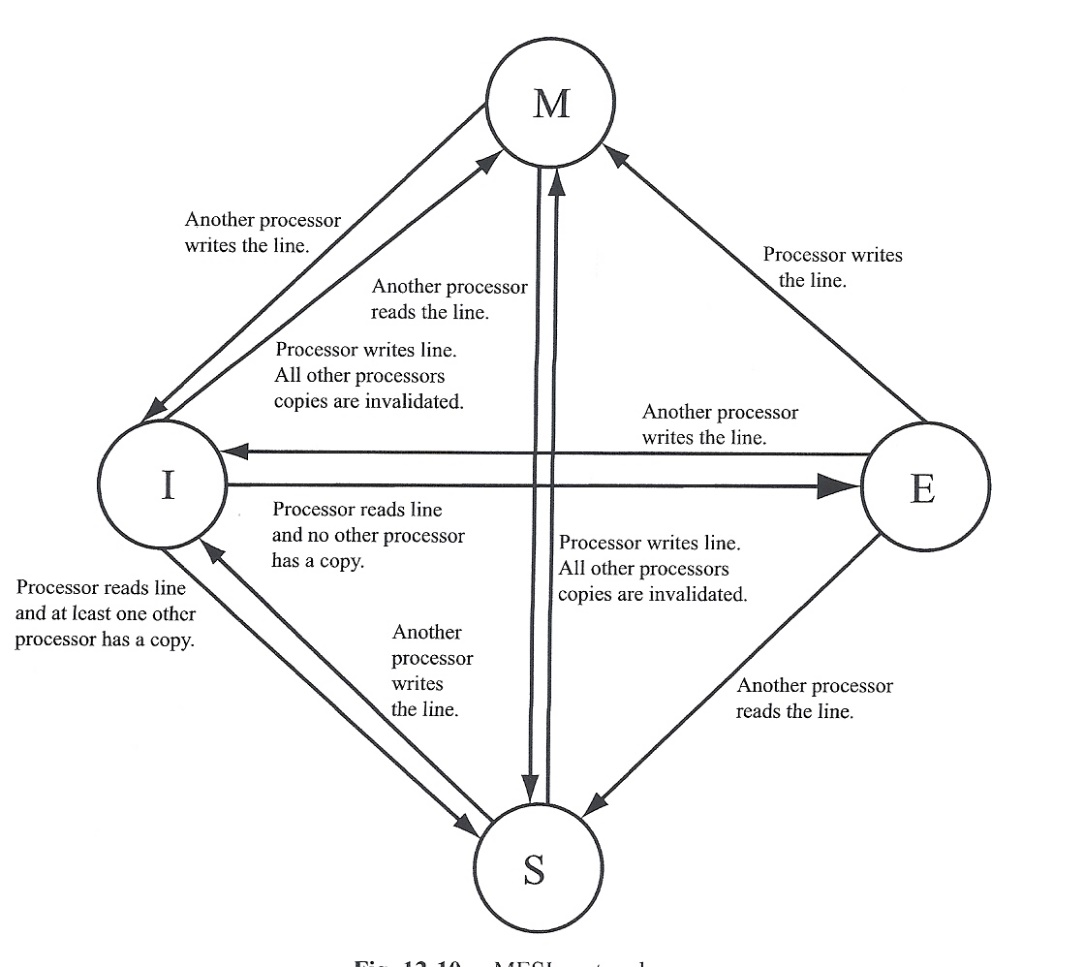 M
Another processor
writes the line.
Processor writes
the line.
Another processor
reads the line.
Processor writes line.
All other processors
copies are invalidated.
Another processor
writes the line.
I
E
Processor reads line
and no other processor
has a copy.
Processor writes line.
All other processors
copies are invalidated.
Processor reads line
and at least one other
processor has a copy.
Another
processor
writes
the line.
Another processor
reads the line.
S